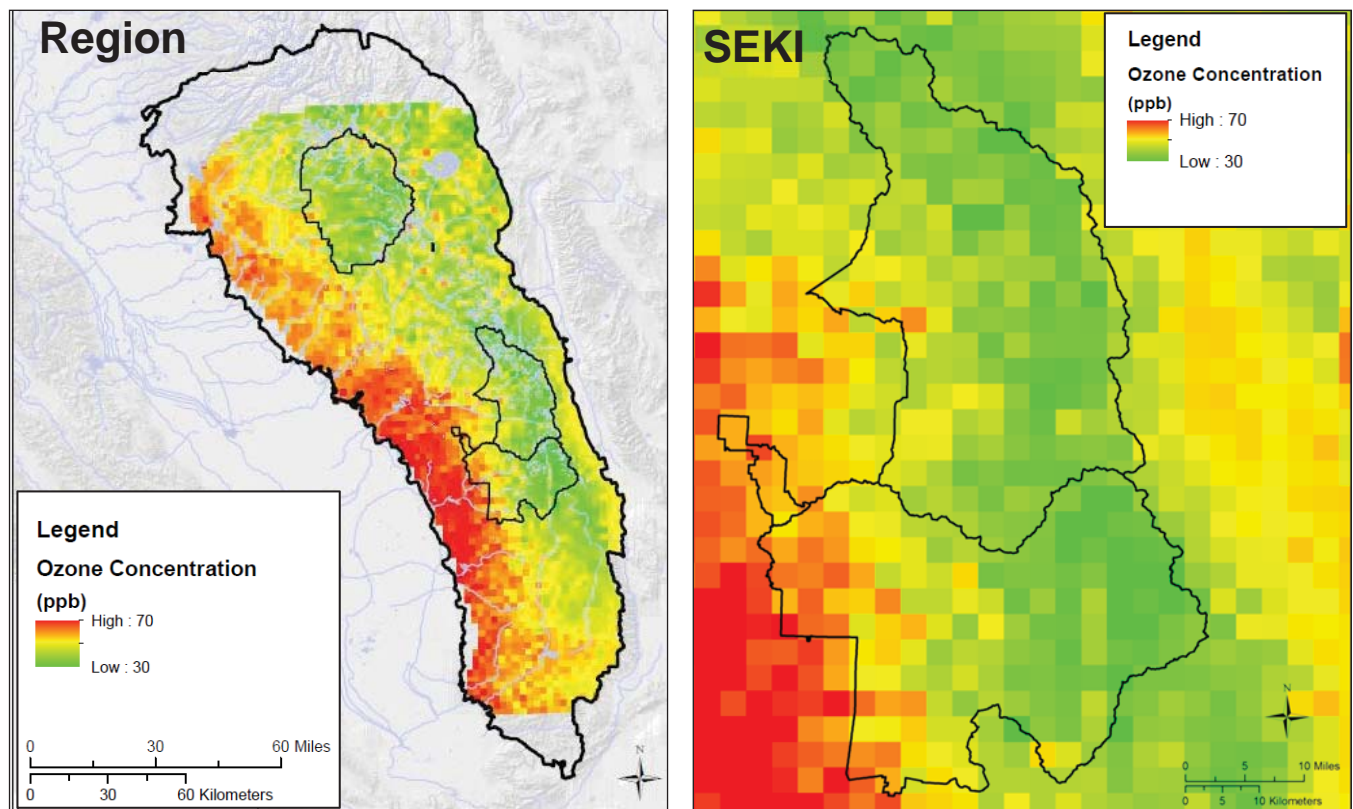 Region
Legend
Ozone Concentration
(ppb)
High : 70
Low : 30
0 30 60 Miles
0 30 60 Kilometers
N
SEKI
Legend
Ozone Concentration
(ppb)
High : 70
Low : 30
N
0 5 10 Miles
0 5 10 Kilometers